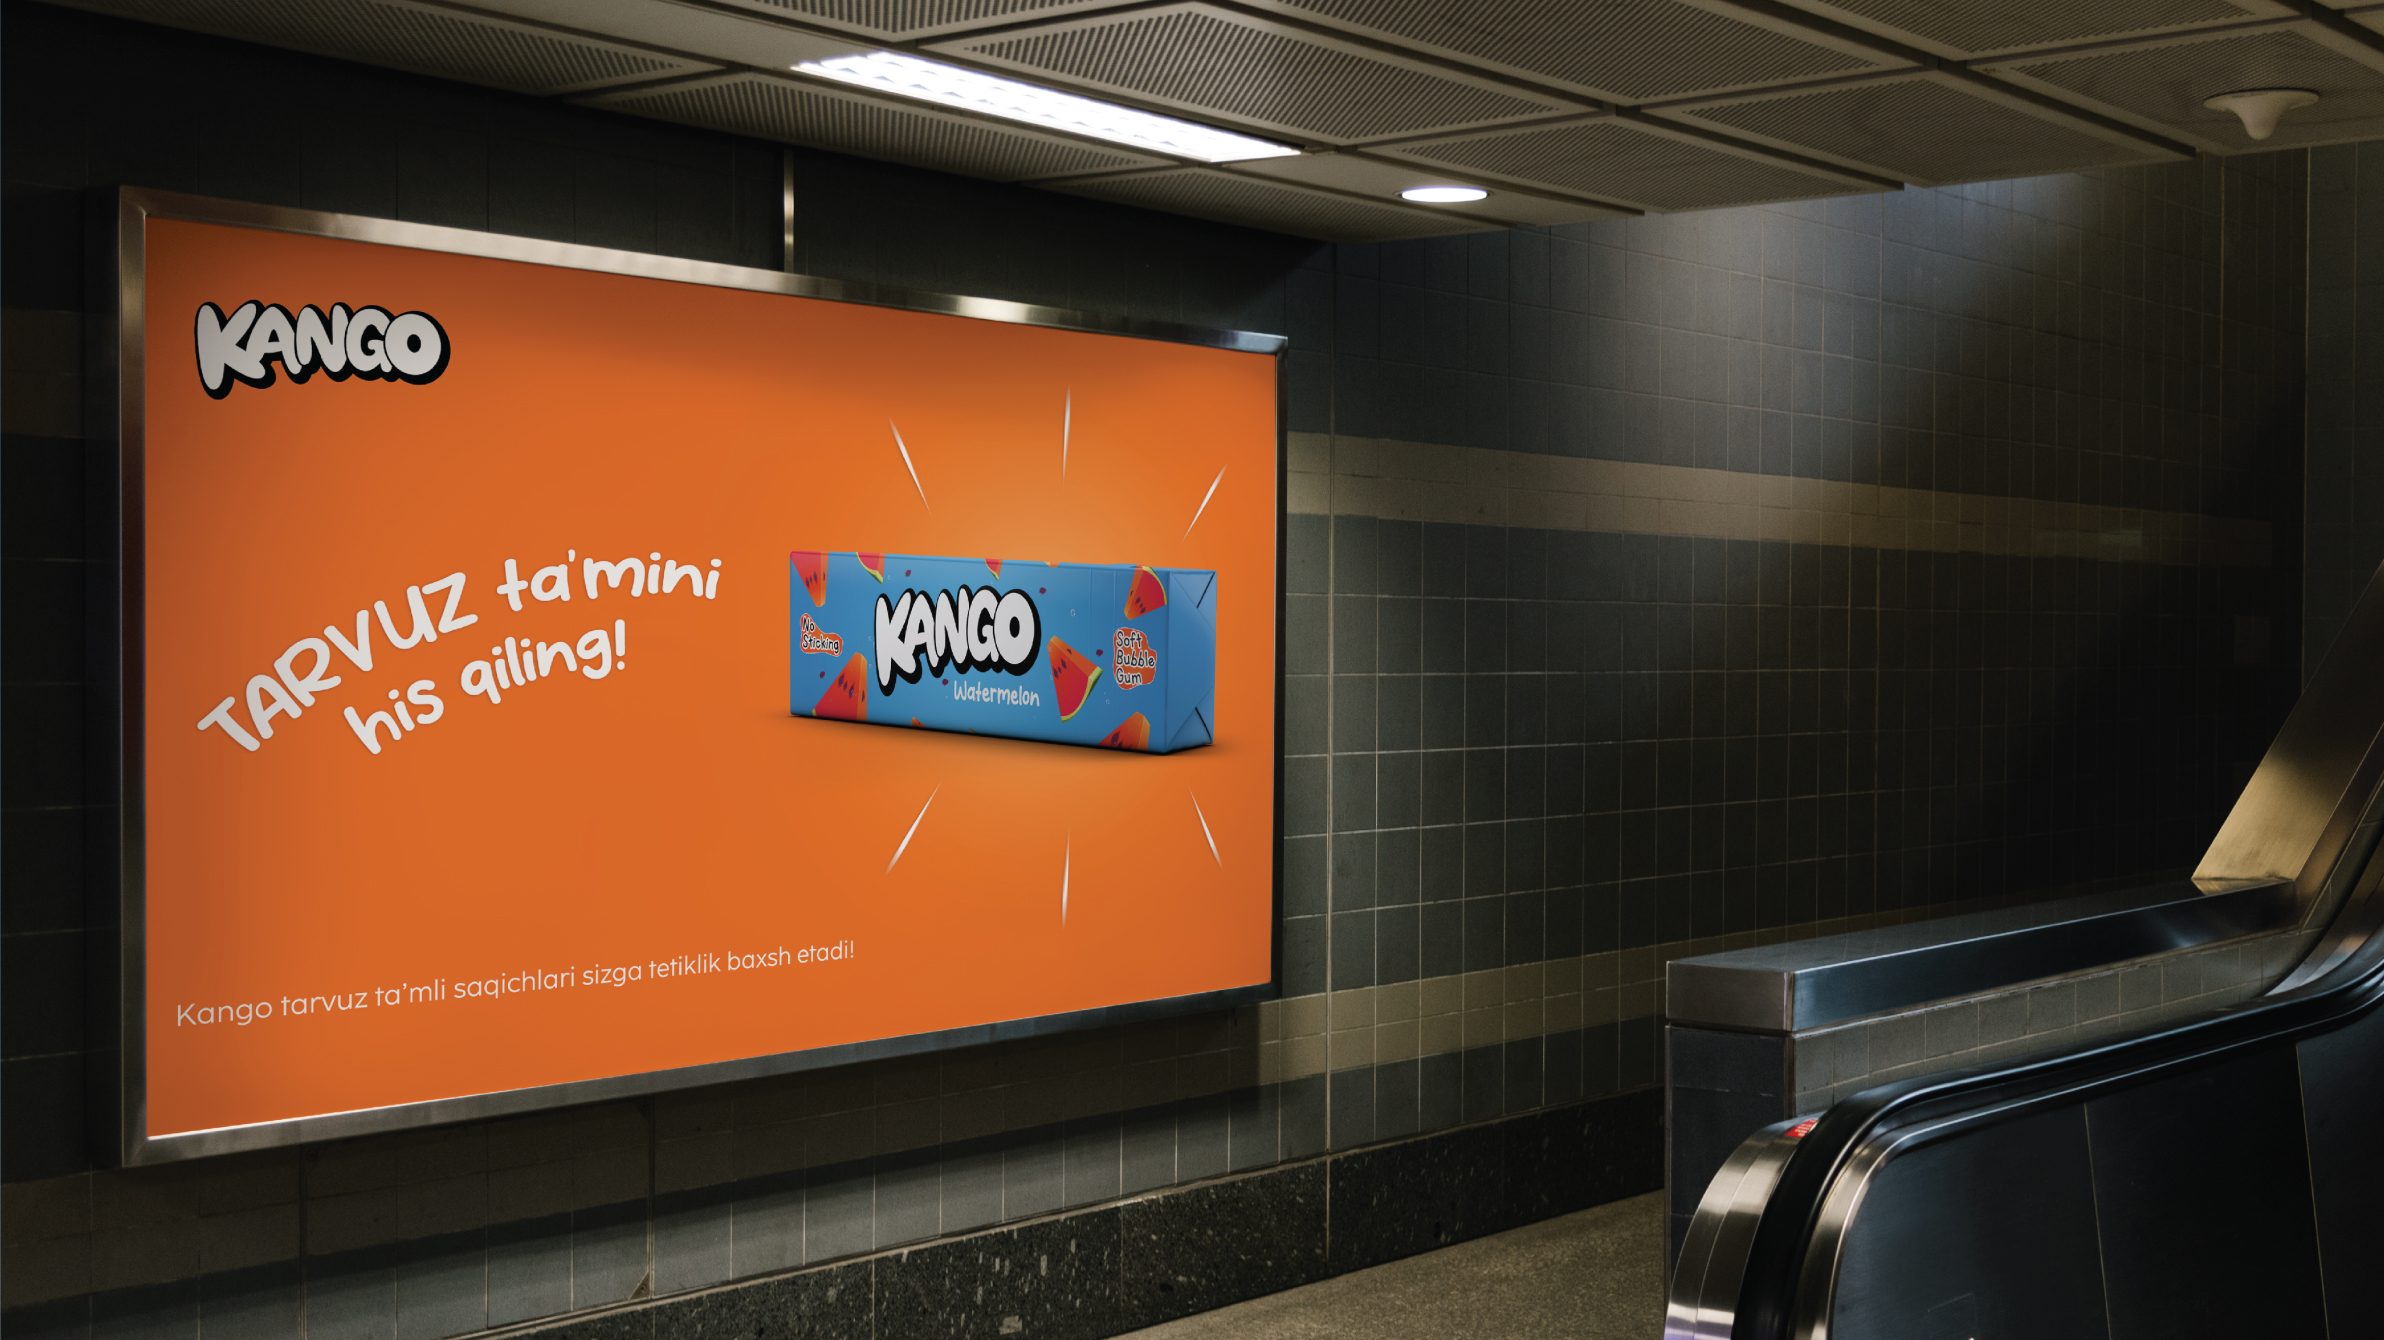 KANGO
TARVUZ ta'mini
his qiling!
No
Sticking
KANGO
Watermelon
Soft
Bubble
Gum
Kango tarvuz ta’mli saqichlari sizga tetiklik baxsh etadi!